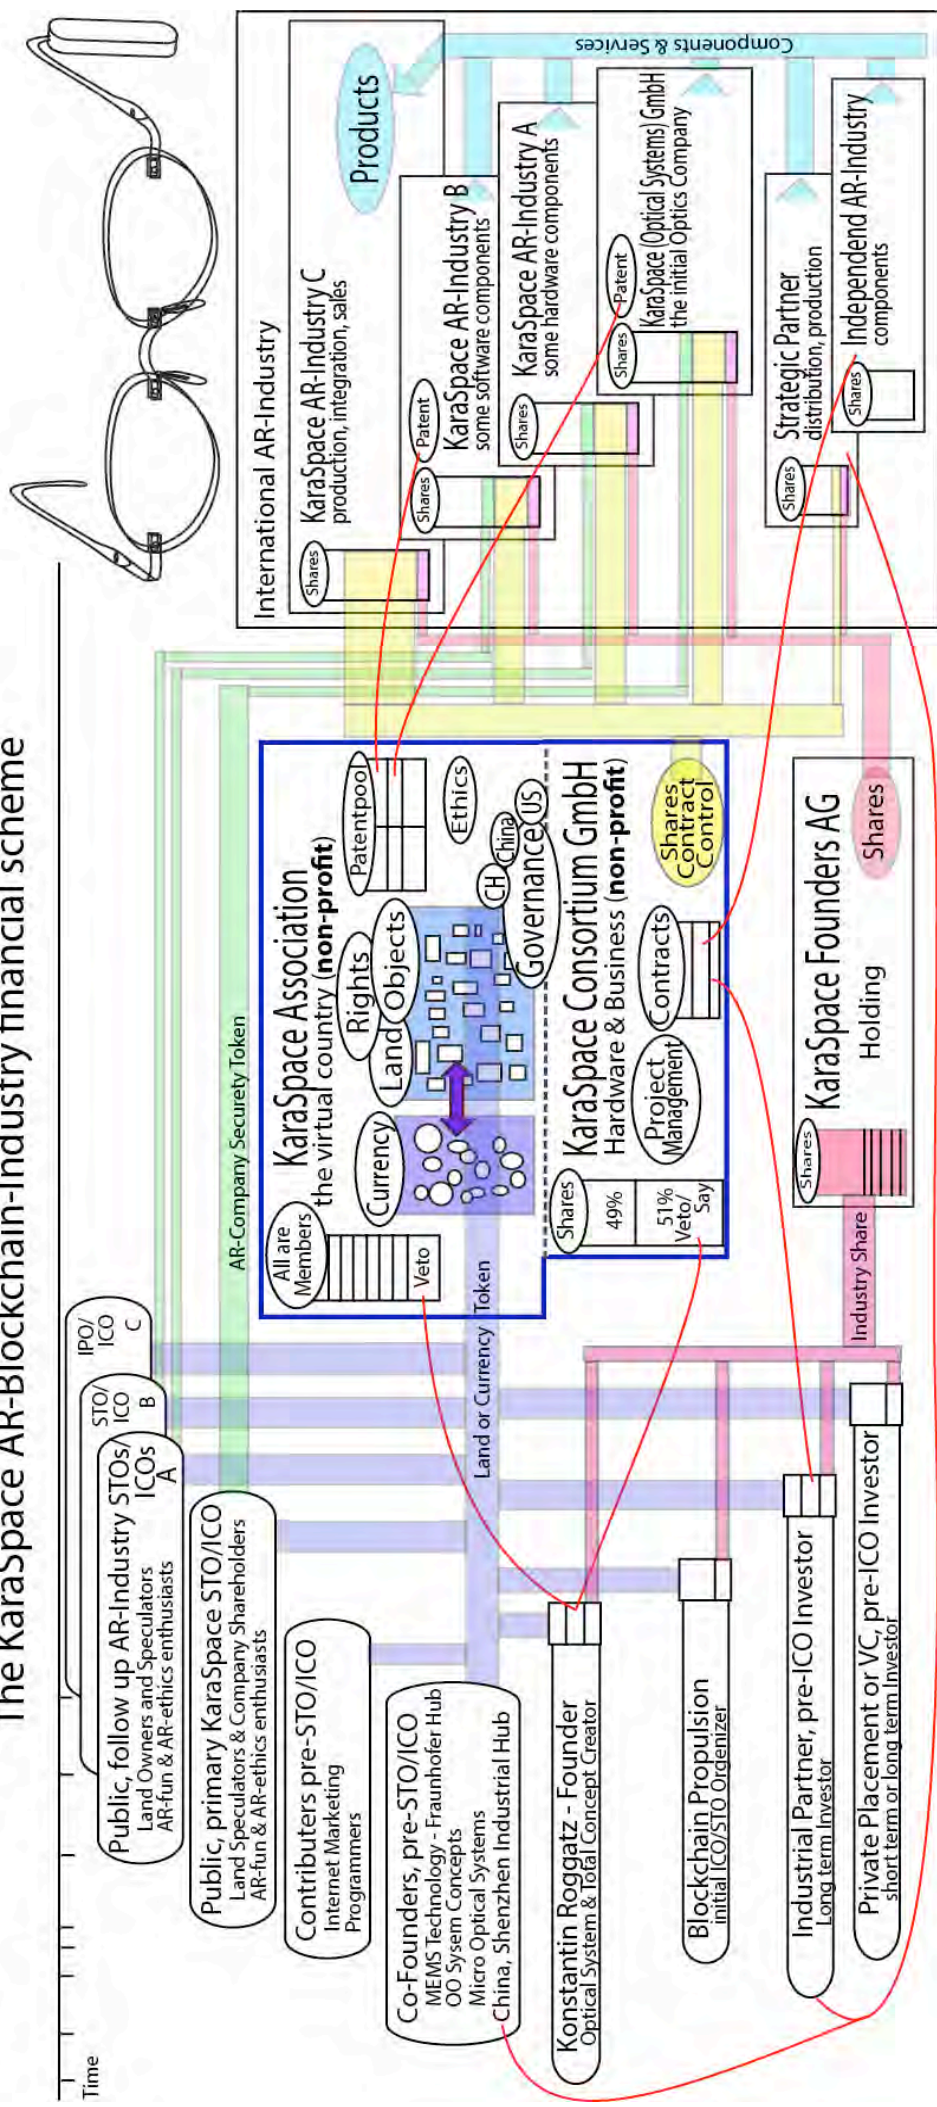 The KaraSpace AR-Blockchain-Industry financial scheme
Time
IPO/
ICO
C
STO/
ICO
B
Public, follow up AR-Industry STOs/
ICOs
A
Land Owners and Speculators
AR-fun & AR-ethics enthusiasts
Public, primary KaraSpace STO/ICO
Land Speculators & Company Shareholders
AR-fun & AR-ethics enthusiasts
Contributers pre-STO/ICO
Internet Marketing
Programmers
Co-Founders, pre-STO/ICO
MEMS Technology - Fraunhofer Hub
OO Sysem Concepts
Micro Optical Systems
China, Shenzhen Industrial Hub
Konstantin Roggatz - Founder
Optical System & Total Concept Creator
Blockchain Propulsion
initial ICO/STO Orgenizer
Industrial Partner, pre-ICO Investor
Long term Investor
Private Placement or VC, pre-ICO Investor
short term or long term Investor
AR-Company Securety Token
Land or Currency Token
Industry Share
KaraSpace Association
the virtual country (non-profit)
All are
Members
Veto
Currency
Land
Rights
Objects
Patentpool
Ethics
CH
China
US
Governance
KaraSpace Consortium GmbH
Hardware & Business (non-profit)
Shares
49%
51%
Veto/
Say
Project
Management
Contracts
Shares
Contract
Control
KaraSpace Founders AG
Holding
Shares
Shares
International AR-Industry
KaraSpace AR-Industry C
production, integration, sales
Shares
Products
KaraSpace AR-Industry B
some software components
Shares
Patent
KaraSpace AR-Industry A
some hardware components
Shares
KaraSpace (Optical Systems) GmbH
the initial Optics Company
Shares
Patent
Strategic Partner
distribution, production
Shares
Independend AR-Industry
components
Shares
Components & Services